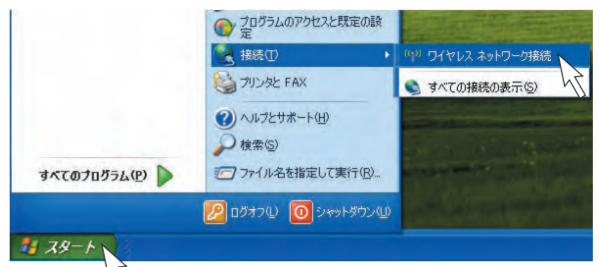 プログラムのアクセスと既定の設
定
接続(T)
ワイヤレス ネットワーク接続
プリンタと FAX
すべての接続の表示(S)
ヘルプとサポート(H)
検索(S)
すべてのプログラム(P)
ファイル名を指定して実行(R)...
ログオフ(L)
シャットダウン(U)
スタート